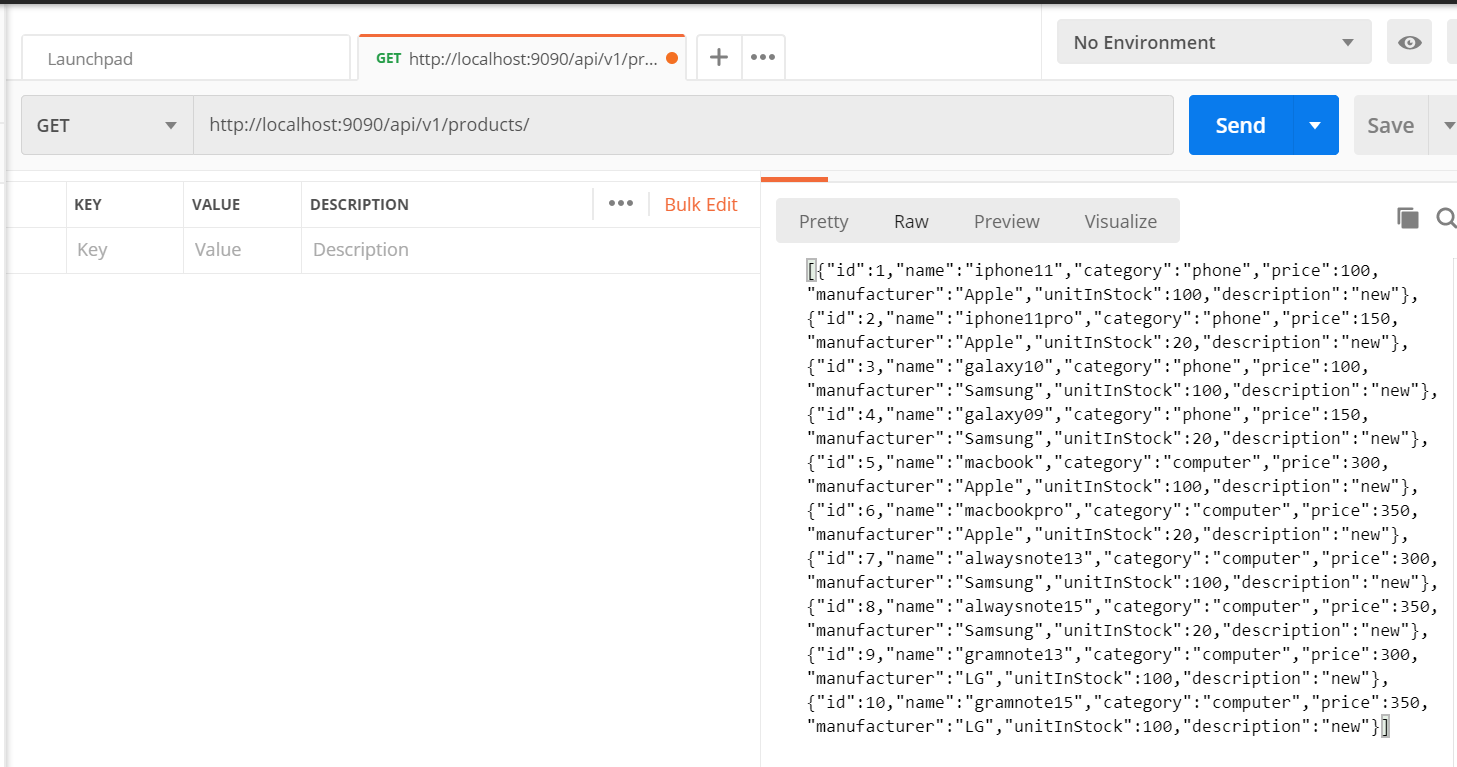 Launchpad
GET http://localhost:9090/api/v1/pr...
No Environment
GET
http://localhost:9090/api/v1/products/
Send
Save
KEY VALUE DESCRIPTION
Bulk Edit
Key Value Description
Pretty Raw Preview Visualize
[{"id":1,"name":"iphone11","category":"phone","price":100,
"manufacturer":"Apple","unitInStock":100,"description":"new"},
{"id":2,"name":"iphone11pro","category":"phone","price":150,
"manufacturer":"Apple","unitInStock":20,"description":"new"},
{"id":3,"name":"galaxy10","category":"phone","price":100,
"manufacturer":"Samsung","unitInStock":100,"description":"new"},
{"id":4,"name":"galaxy09","category":"phone","price":150,
"manufacturer":"Samsung","unitInStock":20,"description":"new"},
{"id":5,"name":"macbook","category":"computer","price":300,
"manufacturer":"Apple","unitInStock":100,"description":"new"},
{"id":6,"name":"macbookpro","category":"computer","price":350,
"manufacturer":"Apple","unitInStock":20,"description":"new"},
{"id":7,"name":"alwaysnote13","category":"computer","price":300,
"manufacturer":"Samsung","unitInStock":100,"description":"new"},
{"id":8,"name":"alwaysnote15","category":"computer","price":350,
"manufacturer":"Samsung","unitInStock":20,"description":"new"},
{"id":9,"name":"gramnote13","category":"computer","price":300,
"manufacturer":"LG","unitInStock":100,"description":"new"},
{"id":10,"name":"gramnote15","category":"computer","price":350,
"manufacturer":"LG","unitInStock":100,"description":"new"}]